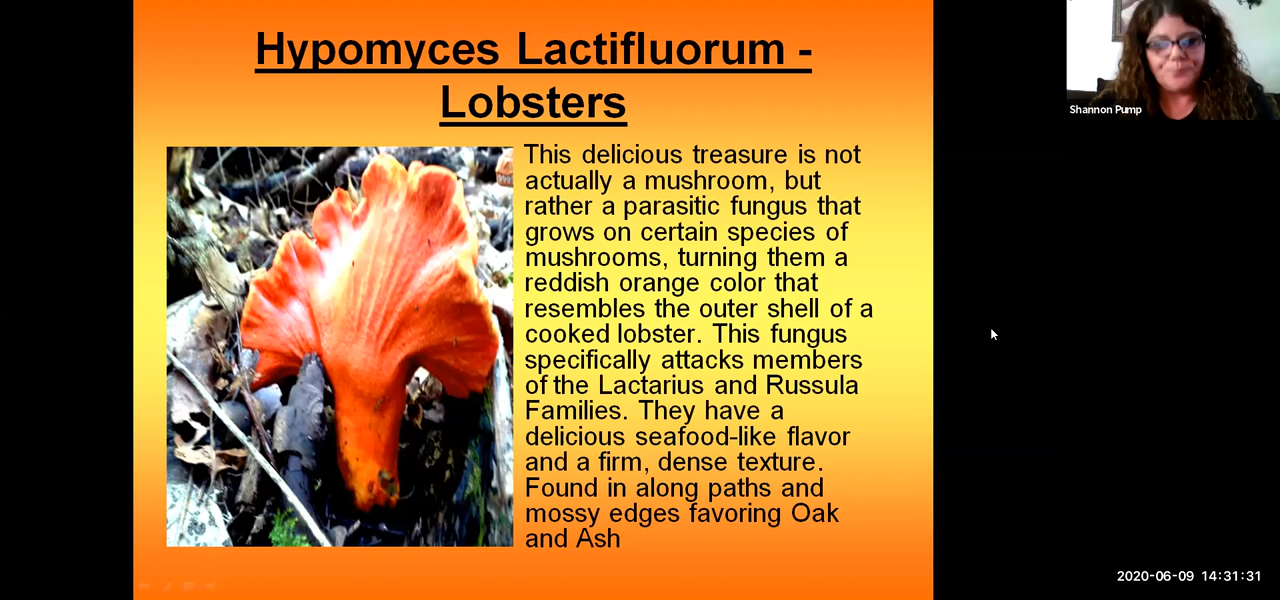 Hypomyces Lactifluorum -
Lobsters
This delicious treasure is not
actually a mushroom, but
rather a parasitic fungus that
grows on certain species of
mushrooms, turning them a
reddish orange color that
resembles the outer shell of a
cooked lobster. This fungus
specifically attacks members
of the Lactarius and Russula
Families. They have a
delicious seafood-like flavor
and a firm, dense texture.
Found in along paths and
mossy edges favoring Oak
and Ash
Shannon Pump
2020-06-09 14:31:31